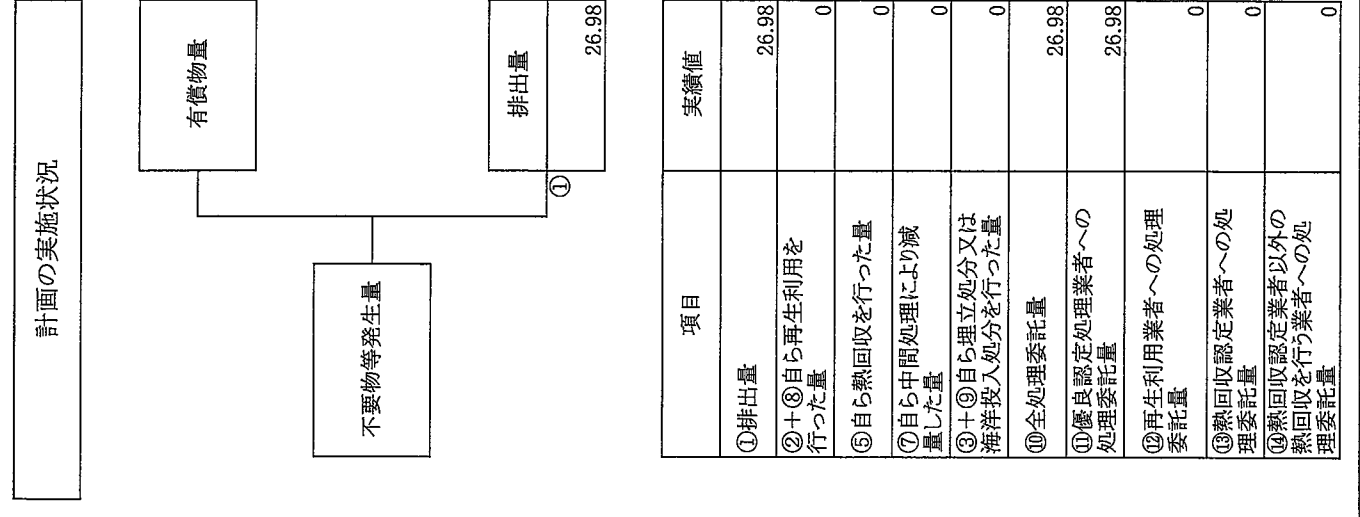 計画の実施状況
有償物量
不要物等発生量
排出量
①
26.98
項目
実績値
①排出量
26.98
②+⑧自ら再生利用を
行った量
0
⑤自ら熱回収を行った量
0
⑦自ら中間処理により減
量した量
0
③+⑨自ら埋立処分又は
海洋投入処分を行った量
0
⑩全処理委託量
26.98
⑪優良認定処理業者への
処理委託量
26.98
⑫再生利用業者への処理
委託量
0
⑬熱回収認定業者への処
理委託量
0
⑭熱回収認定業者以外の
熱回収を行う業者への処
理委託量
0